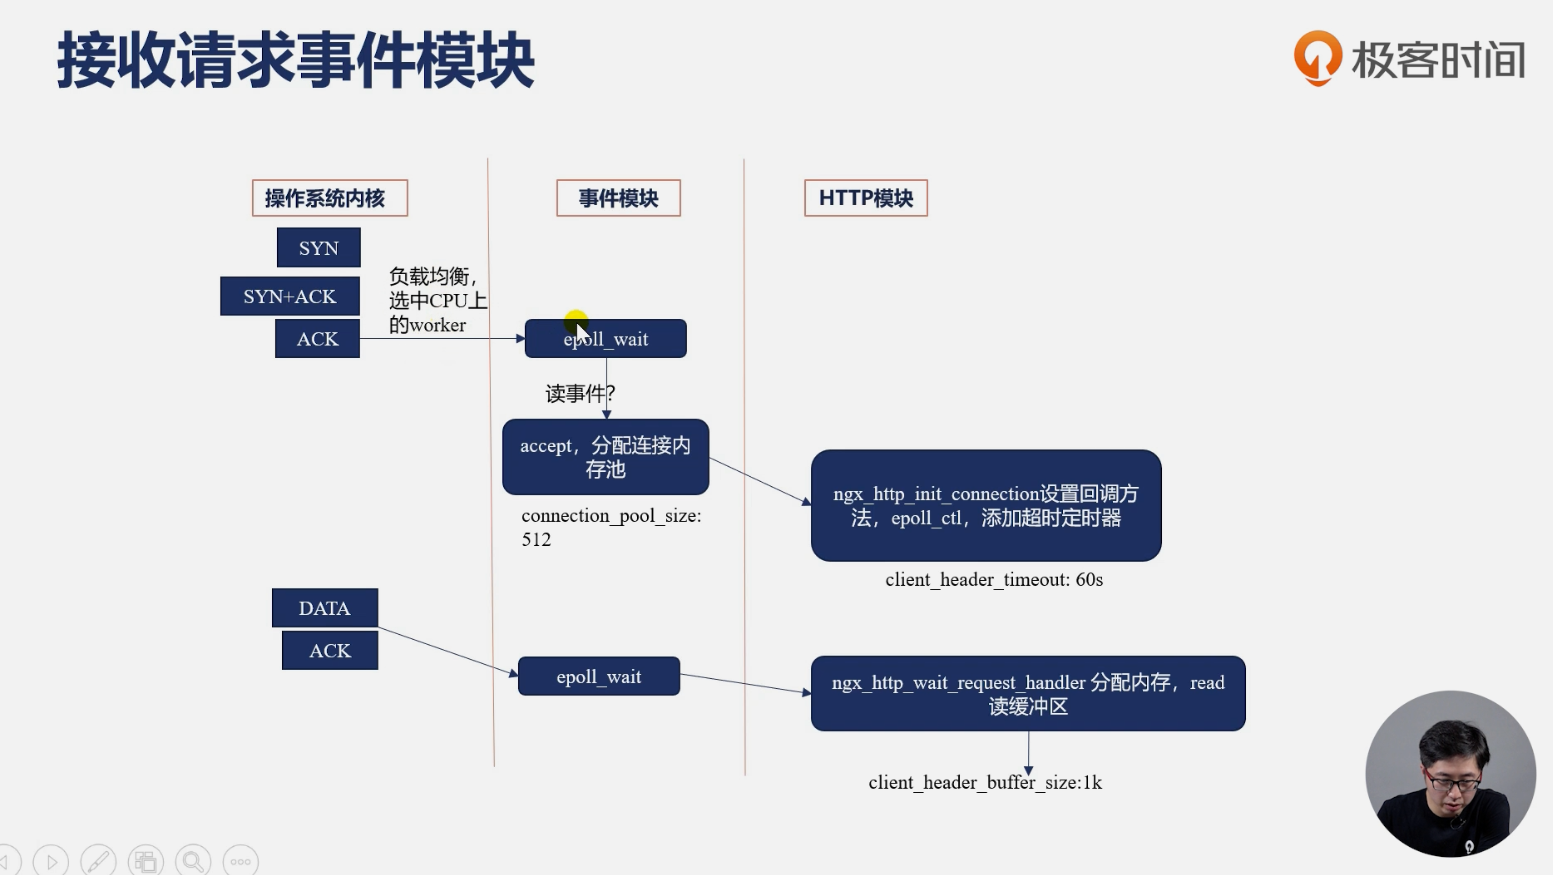 接收请求事件模块
极客时间
操作系统内核
事件模块
HTTP模块
SYN
SYN+ACK
ACK
负载均衡，
选中CPU上
的worker
epoll_wait
读事件？
accept，分配连接内
存池
connection_pool_size:
512
ngx_http_init_connection设置回调方
法，epoll_ctl，添加超时定时器
client_header_timeout: 60s
DATA
ACK
epoll_wait
ngx_http_wait_request_handler 分配内存，read
读缓冲区
client_header_buffer_size:1k